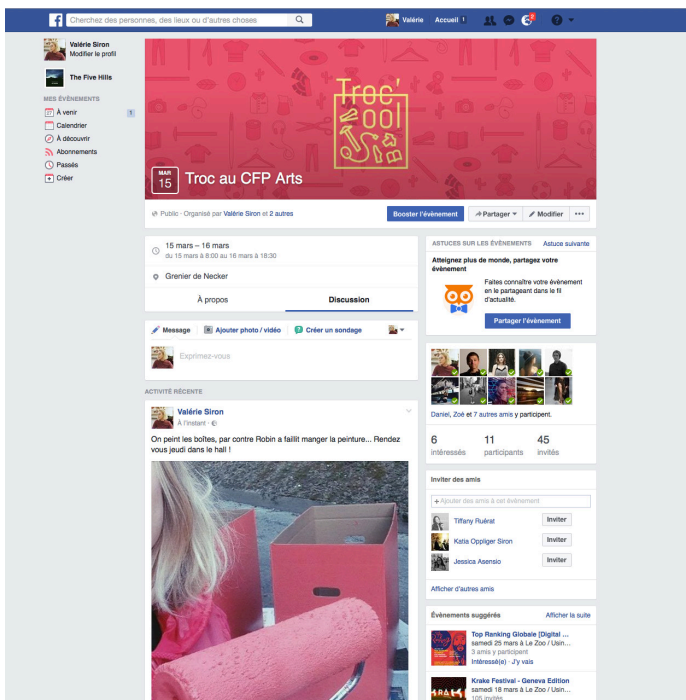 Cherchez des personnes, des lieux ou d'autres choses
Valérie Accueil 1
Valérie Siron
Modifier le profil
The Five Hills
MES ÉVÈNEMENTS
À venir 1
Calendrier
À découvrir
Abonnements
Passés
Créer
Troc'
ool
MAR
15
Troc au CFP Arts
Public · Organisé par Valérie Siron et 2 autres
Booster l'évènement
Partager
Modifier
15 mars – 16 mars
du 15 mars à 8:00 au 16 mars à 18:30
Grenier de Necker
À propos
Discussion
Message
Ajouter photo / vidéo
Créer un sondage
Exprimez-vous
ACTIVITÉ RÉCENTE
Valérie Siron
À l'instant ·
On peint les boîtes, par contre Robin a faillit manger la peinture... Rendez
vous jeudi dans le hall !
ASTUCES SUR LES ÉVÈNEMENTS Astuce suivante
Atteignez plus de monde, partagez votre
évènement
Faites connaître votre évènement
en le partageant dans le fil
d'actualité.
Partager l'évènement
Daniel, Zoé et 7 autres amis y participent.
6 11 45
intéressés participants invités
Inviter des amis
+ Ajouter des amis à cet évènement
Tiffany Ruérat Inviter
Katia Oppliger Siron Inviter
Jessica Asensio Inviter
Afficher d'autres amis
Évènements suggérés Afficher la suite
Top Ranking Globale [Digital ...
samedi 25 mars à Le Zoo / Usin...
3 amis y participent
Intéressé(e) · J'y vais
Krake Festival - Geneva Edition
samedi 18 mars à Le Zoo / Usin...
105 invités